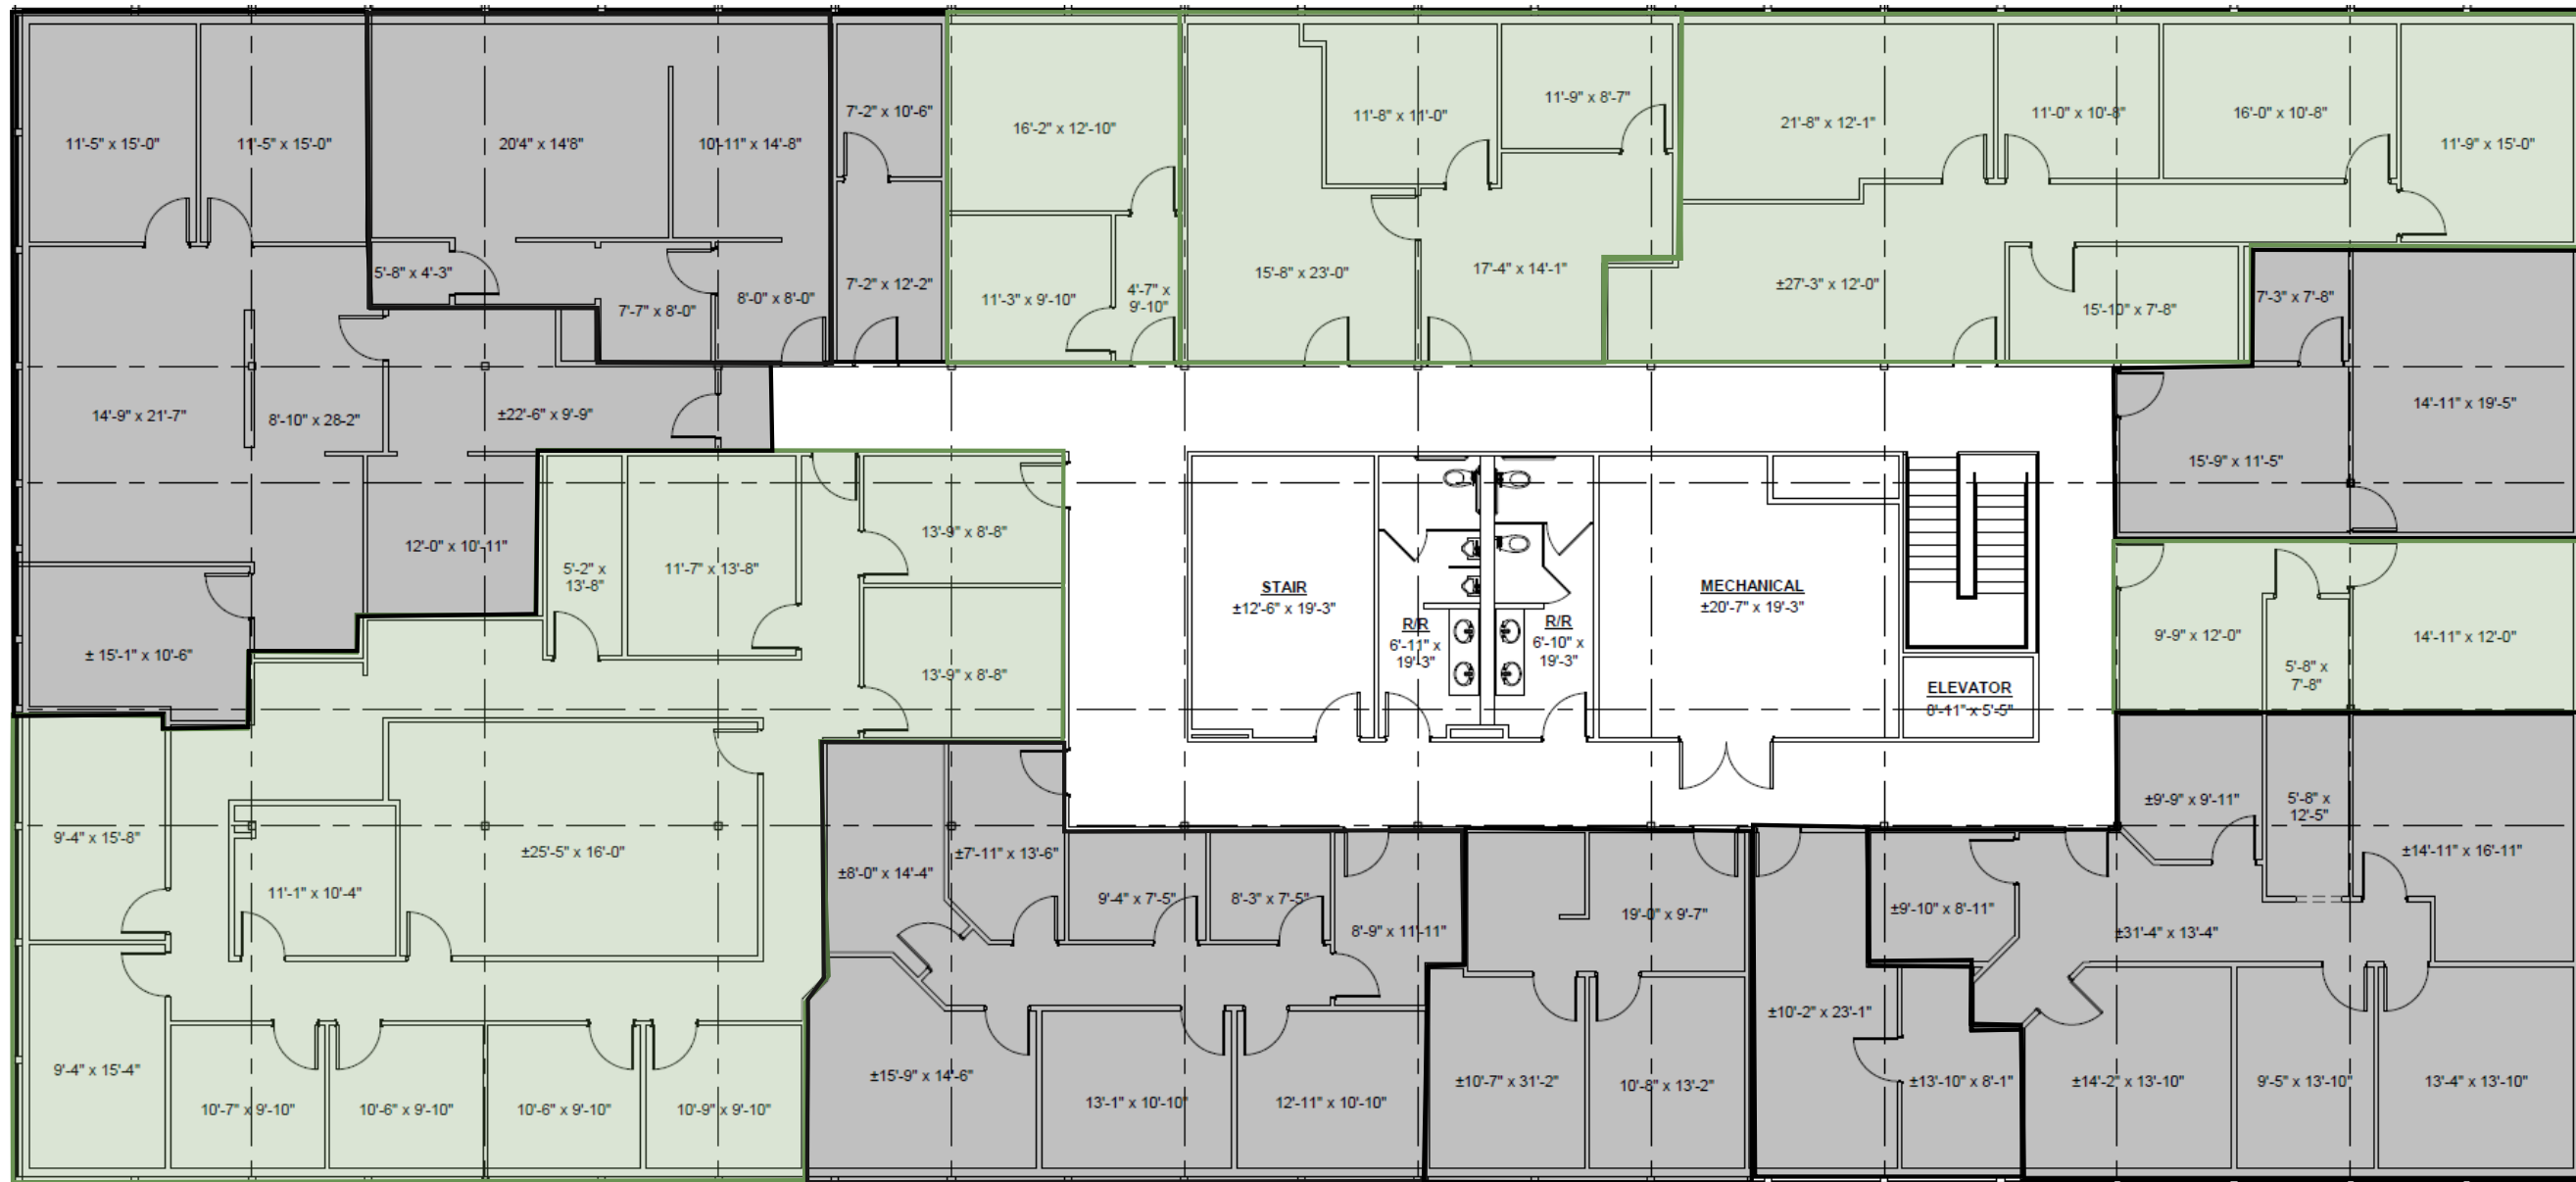 11'-5" x 15'-0"
11'-5" x 15'-0"
20'4" x 14'8"
10'-11" x 14'-8"
7'-2" x 10'-6"
16'-2" x 12'-10"
11'-8" x 11'-0"
11'-9" x 8'-7"
21'-8" x 12'-1"
11'-0" x 10'-8"
16'-0" x 10'-8"
11'-9" x 15'-0"
5'-8" x 4'-3"
7'-7" x 8'-0"
8'-0" x 8'-0"
7'-2" x 12'-2"
11'-3" x 9'-10"
4'-7" x
9'-10"
15'-8" x 23'-0"
17'-4" x 14'-1"
±27'-3" x 12'-0"
15'-10" x 7'-8"
7'-3" x 7'-8"
14'-9" x 21'-7"
8'-10" x 28-2"
±22'-6" x 9'-9"
14'-11" x 19'-5"
15'-9" x 11'-5"
12'-0" x 10'-11"
5'-2" x
13'-8"
11'-7" x 13'-8"
13'-9" x 8'-8"
STAIR
±12'-6" x 19'-3"
R/R
6'-11" x
19'-3"
R/R
6'-10" x
19'-3"
MECHANICAL
±20'-7" x 19'-3"
ELEVATOR
8'-11" x 5'-5"
9'-9" x 12'-0"
5'-8" x
7'-8"
14'-11" x 12'-0"
± 15'-1" x 10'-6"
13'-9" x 8'-8"
9'-4" x 15'-8"
11'-1" x 10'-4"
±25'-5" x 16'-0"
±8'-0" x 14'-4"
±7'-11" x 13'-6"
9'-4" x 7'-5"
8'-3" x 7'-5"
8'-9" x 11'-11"
19'-0" x 9'-7"
±9'-10" x 8'-11"
±9'-9" x 9'-11"
5'-8" x
12'-5"
±14'-11" x 16'-11"
±31'-4" x 13'-4"
9'-4" x 15'-4"
10'-7" x 9'-10"
10'-6" x 9'-10"
10'-6" x 9'-10"
10'-9" x 9'-10"
±15'-9" x 14'-6"
13'-1" x 10'-10"
12'-11" x 10'-10"
±10'-7" x 31'-2"
10'-8" x 13'-2"
±10'-2" x 23'-1"
±13'-10" x 8'-1"
±14'-2" x 13'-10"
9'-5" x 13'-10"
13'-4" x 13'-10"